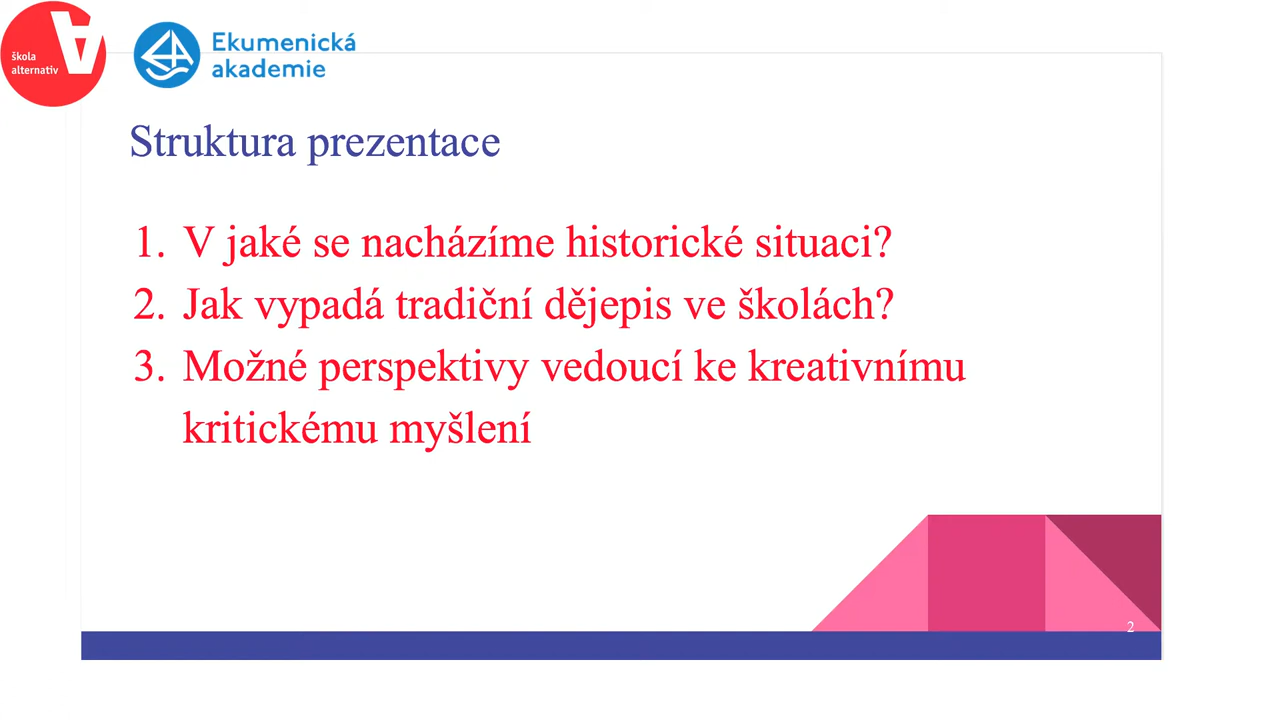 škola
alternativ
Ekumenická
akademie
Struktura prezentace
1. V jaké se nacházíme historické situaci?
2. Jak vypadá tradiční dějepis ve školách?
3. Možné perspektivy vedoucí ke kreativnímu
kritickému myšlení
2